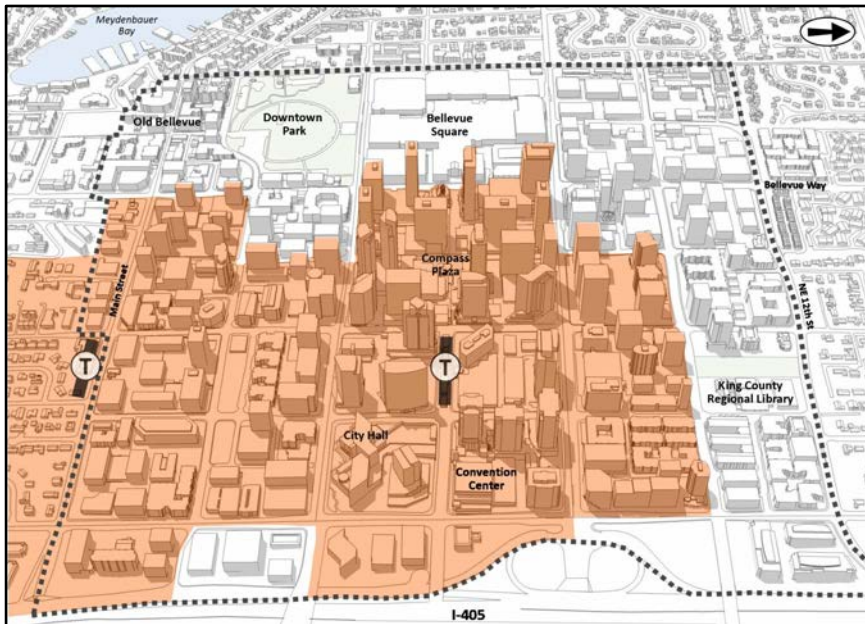 Meydenbauer
Bay
Old Bellevue
Downtown
Park
Bellevue
Square
Bellevue Way
Compass
Plaza
Main Street
NE 12th St
T
T
King County
Regional Library
City Hall
Convention
Center
I-405